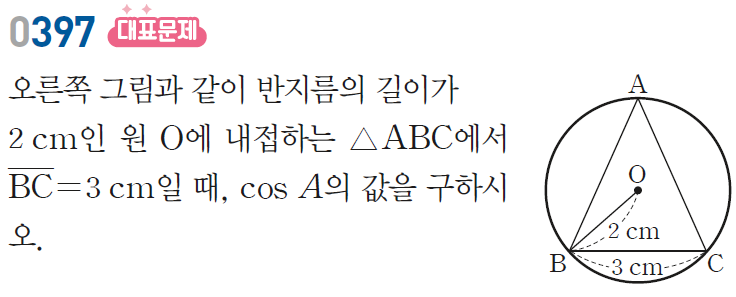 0397 대표문제
오른쪽 그림과 같이 반지름의 길이가
2 cm인 원 O에 내접하는 △ABC에서
\overline{BC}=3 cm일 때, cos A의 값을 구하시
오.
A
O
2 cm
B
3 cm
C